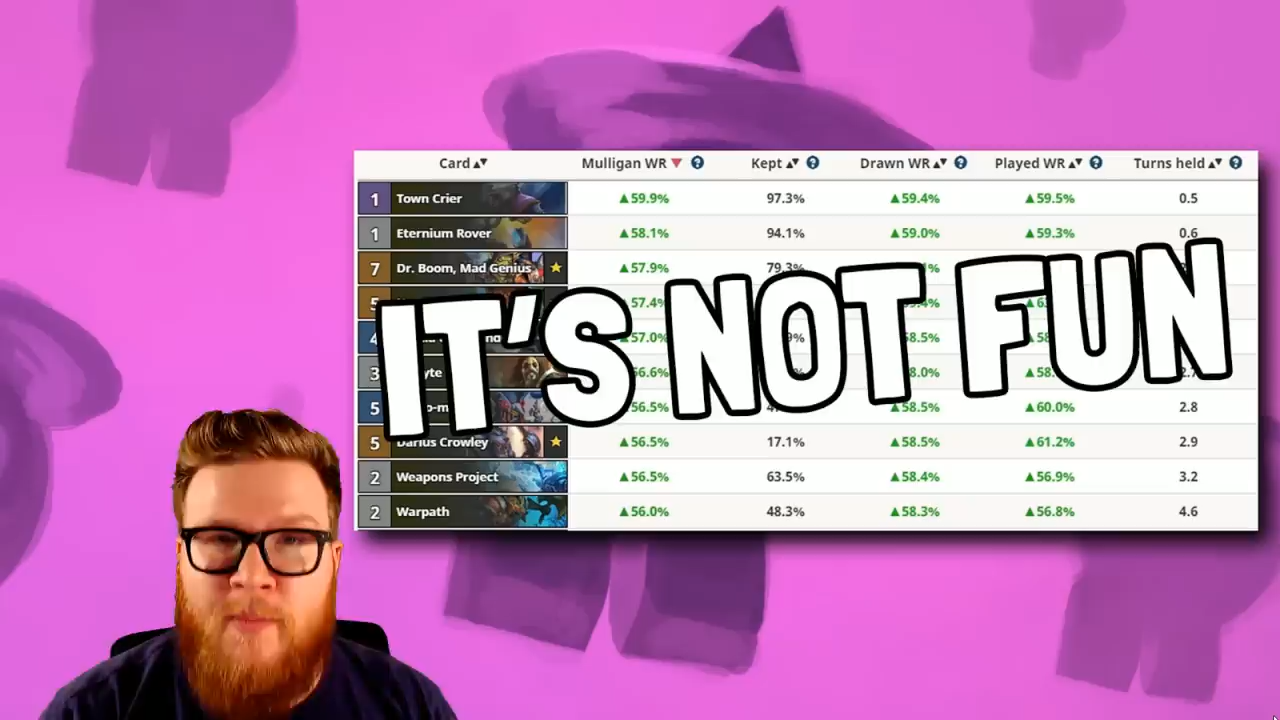 Card Mulligan WR Kept Drawn WR Played WR Turns held
1 Town Crier 59.9% 97.3% 59.4% 59.5% 0.5
1 Eternium Rover 58.1% 94.1% 59.0% 59.3% 0.6
7 Dr. Boom, Mad Genius 57.9% 79.3%
5 57.4%
4 57.0% 58.5%
3 56.6%
5 56.5% 58.5% 60.0% 2.8
IT'S NOT FUN
5 Darius Crowley 56.5% 17.1% 58.5% 61.2% 2.9
2 Weapons Project 56.5% 63.5% 58.4% 56.9% 3.2
2 Warpath 56.0% 48.3% 58.3% 56.8% 4.6